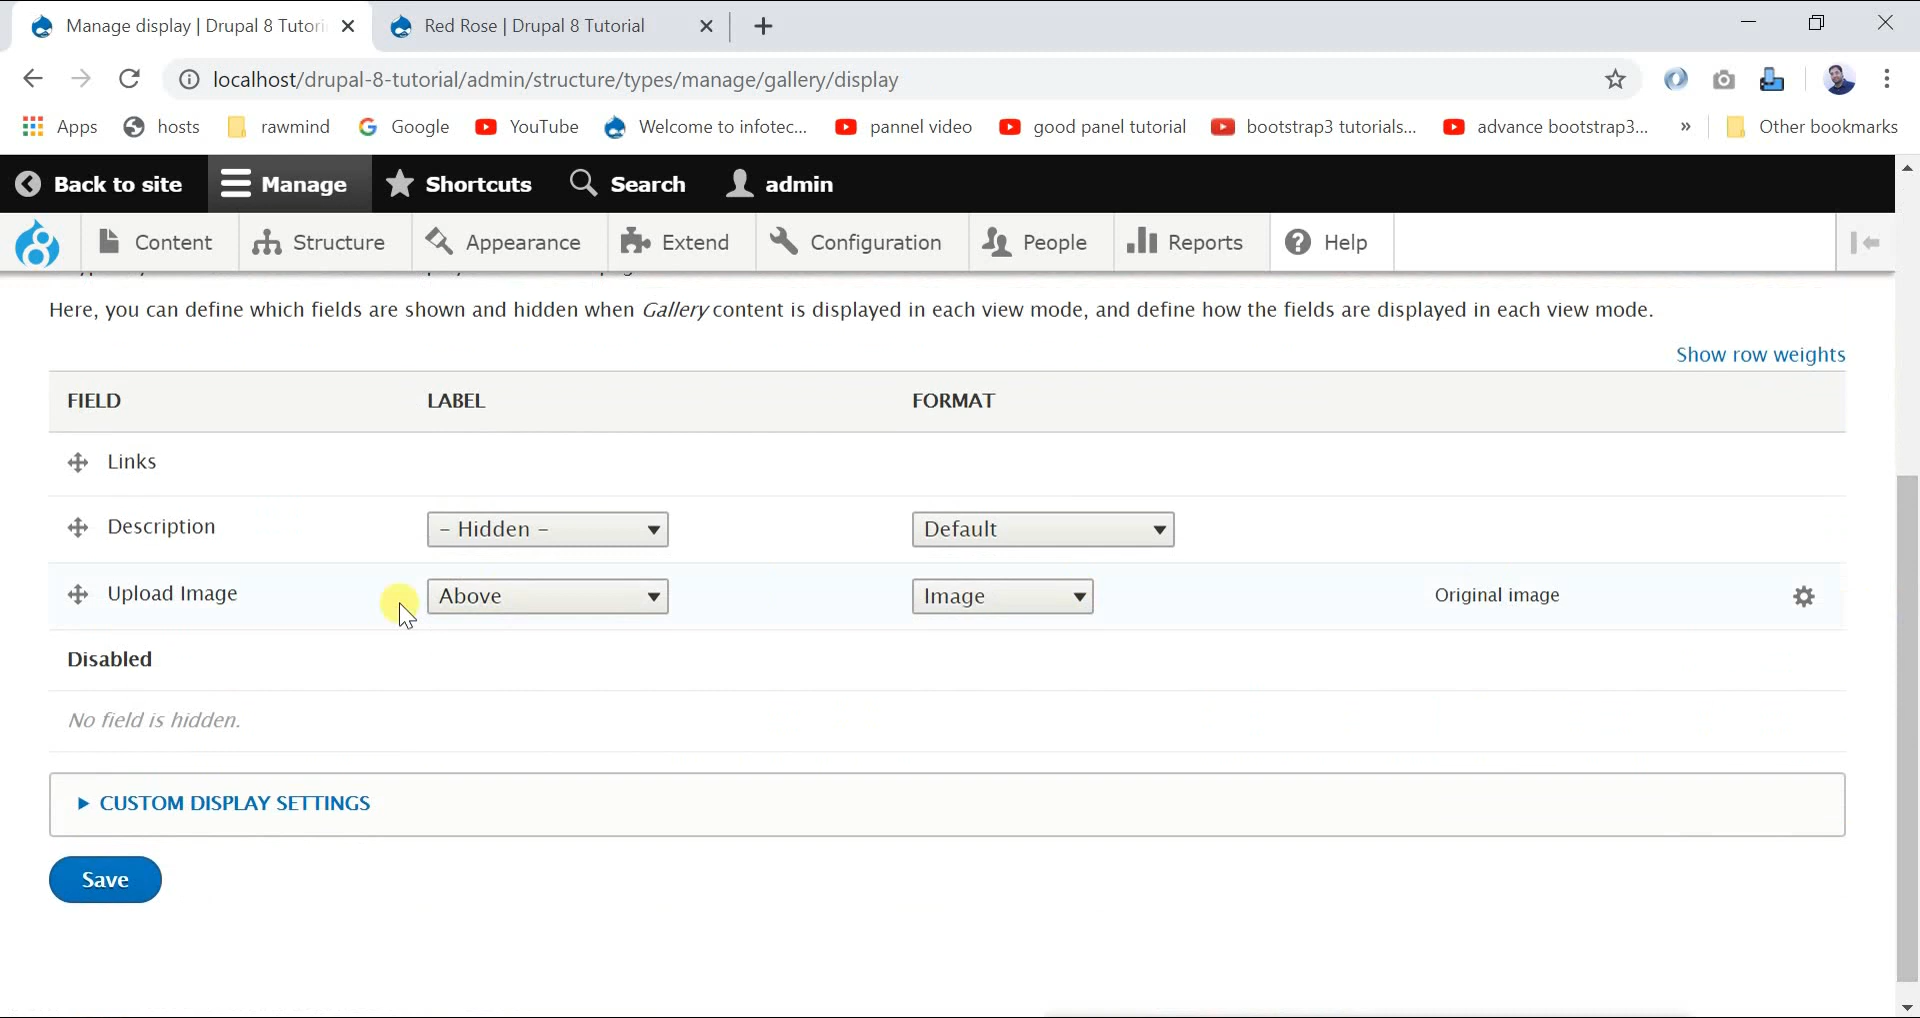 Manage display | Drupal 8 Tutori
Red Rose | Drupal 8 Tutorial
localhost/drupal-8-tutorial/admin/structure/types/manage/gallery/display
Apps hosts rawmind Google YouTube Welcome to infotec... pannel video good panel tutorial bootstrap3 tutorials... advance bootstrap3... » Other bookmarks
Back to site Manage Shortcuts Search admin
Content Structure Appearance Extend Configuration People Reports Help
Here, you can define which fields are shown and hidden when Gallery content is displayed in each view mode, and define how the fields are displayed in each view mode.
Show row weights
FIELD LABEL FORMAT
Links
Description - Hidden - Default
Upload Image Above Image Original image
Disabled
No field is hidden.
CUSTOM DISPLAY SETTINGS
Save